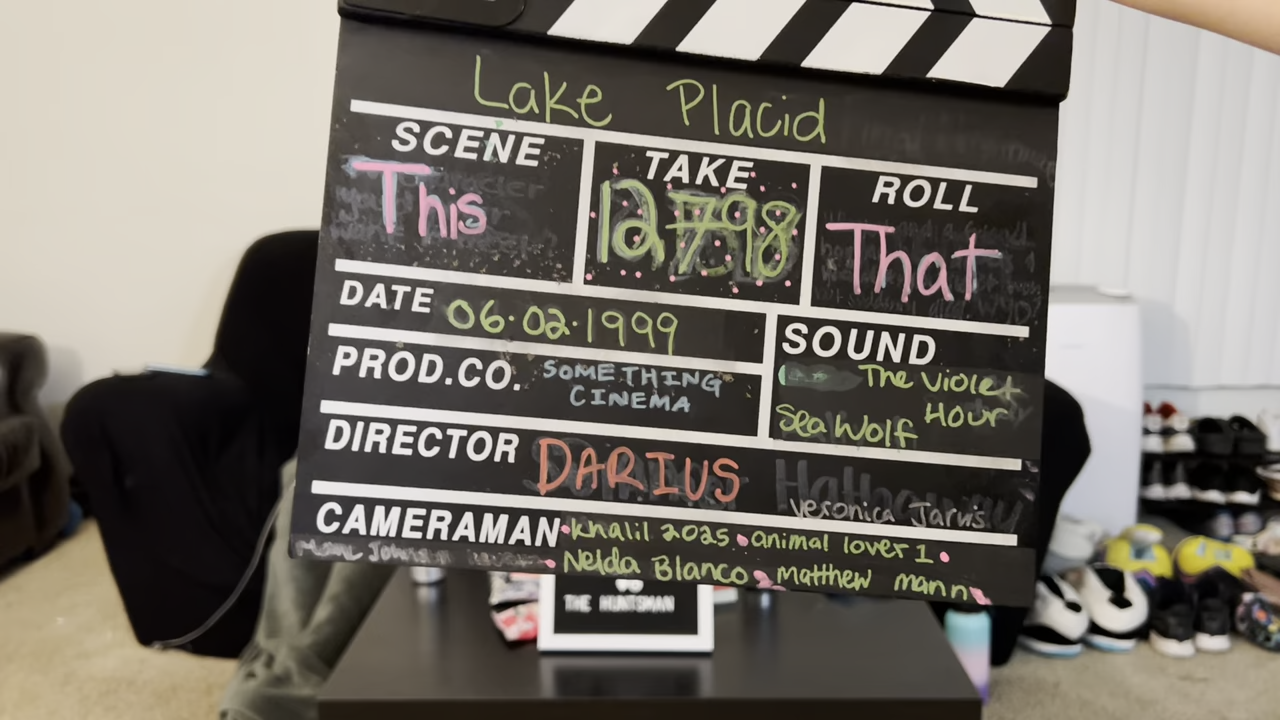 Lake Placid
SCENE
This
TAKE
12798
ROLL
That
DATE 06.02.1999
PROD.CO. SOMETHING
CINEMA
SOUND
The Violet
Hour
Sea Wolf
DIRECTOR DARIUS
Veronica Jarvis
CAMERAMAN khalil 2025 animal lover 1
Nelda Blanco matthew mann
THE HUNTSMAN